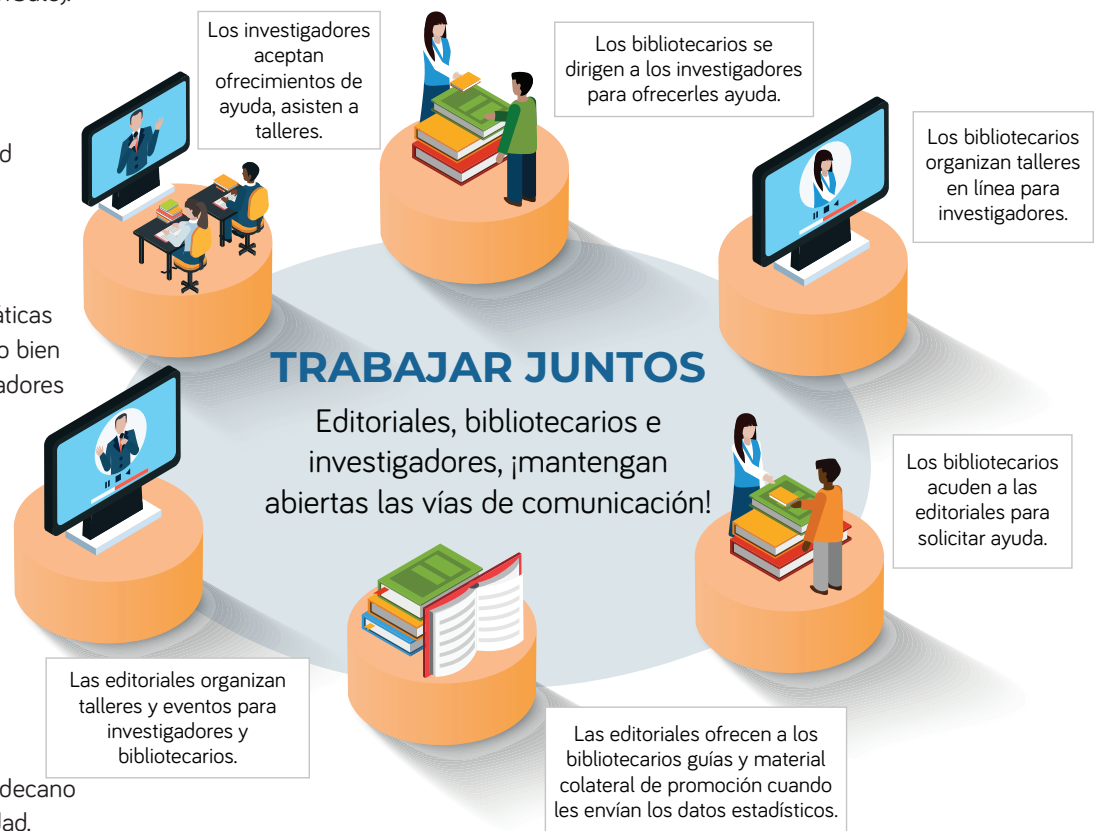 Los investigadores
aceptan
ofrecimientos de
ayuda, asisten a
talleres.
Los bibliotecarios se
dirigen a los investigadores
para ofrecerles ayuda.
Los bibliotecarios
organizan talleres
en línea para
investigadores.
TRABAJAR JUNTOS
Editoriales, bibliotecarios e
investigadores, ¡mantengan
abiertas las vías de comunicación!
Los bibliotecarios
acuden a las
editoriales para
solicitar ayuda.
Las editoriales organizan
talleres y eventos para
investigadores y
bibliotecarios.
Las editoriales ofrecen a los
bibliotecarios guías y material
colateral de promoción cuando
les envían los datos estadísticos.
o bien
decano